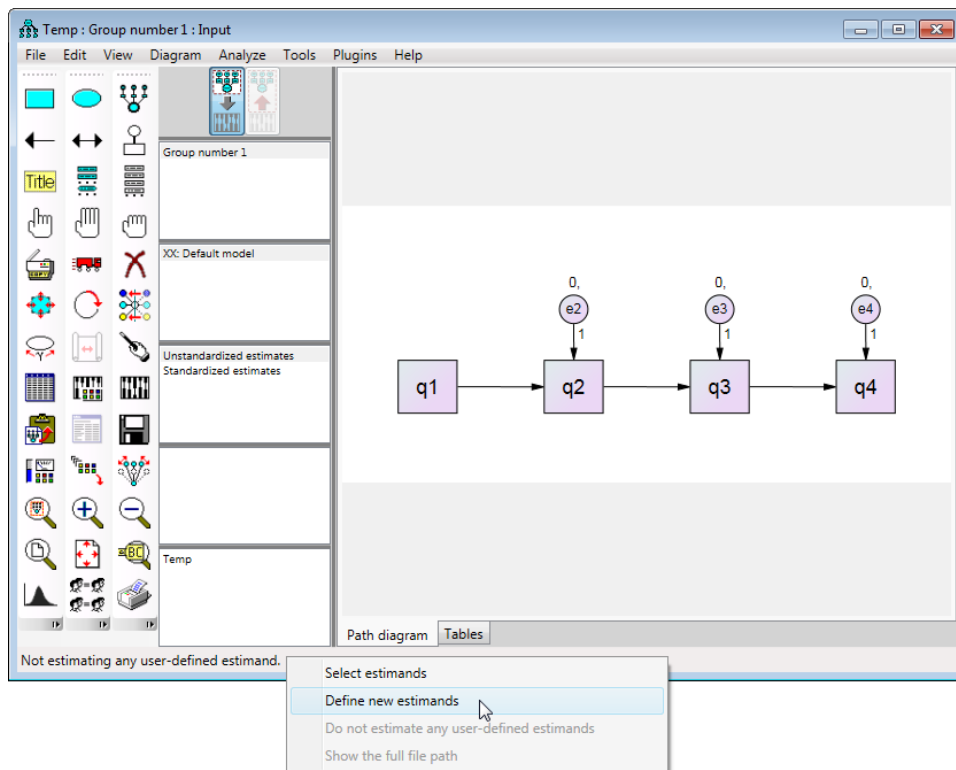 Temp : Group number 1 : Input
File Edit View Diagram Analyze Tools Plugins Help
Title
Group number 1
XX: Default model
Unstandardized estimates
Standardized estimates
Temp
0, 0, 0,
e2 e3 e4
1 1 1
q1 q2 q3 q4
Path diagram Tables
Not estimating any user-defined estimand.
Select estimands
Define new estimands
Do not estimate any user-defined estimands
Show the full file path